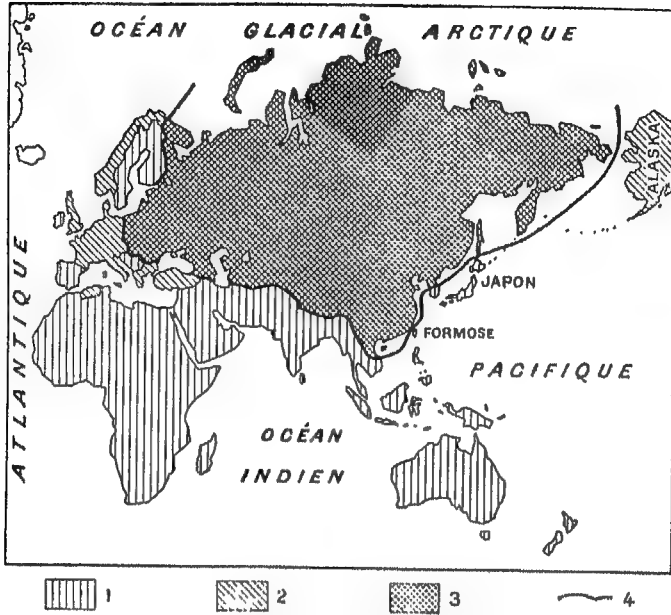 OCÉAN GLACIAL ARCTIQUE
ALASKA
ATLANTIQUE
JAPON
FORMOSE
PACIFIQUE
OCÉAN
INDIEN
1 2 3 4